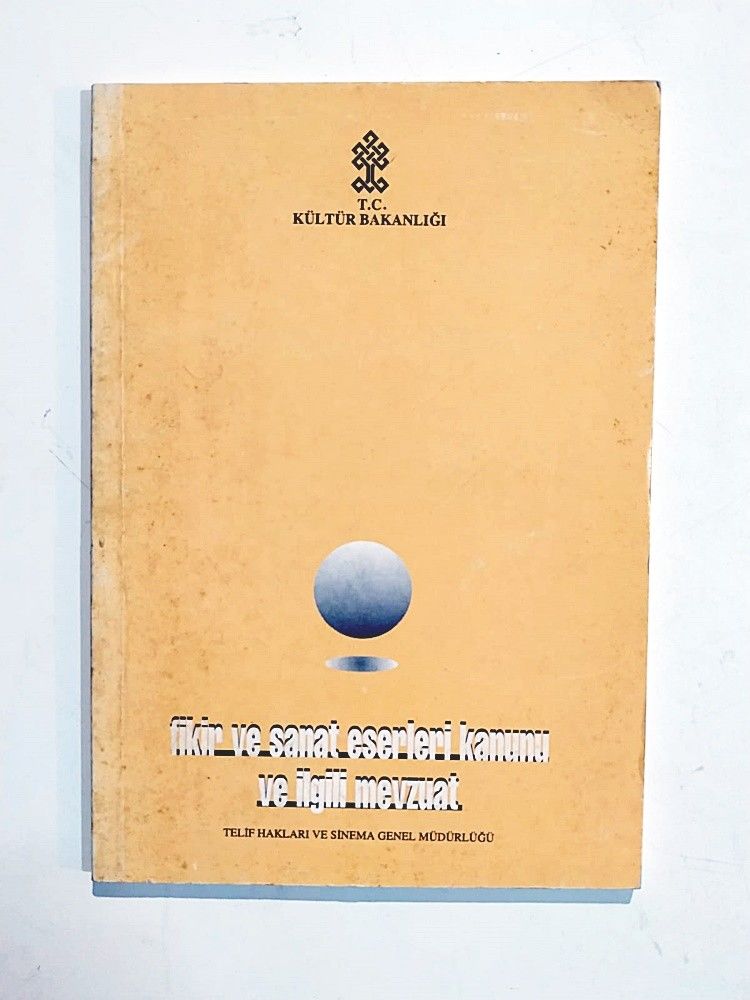 T.C.
KÜLTÜR BAKANLIĞI
fikir ve sanat eserleri kanunu
ve ilgili mevzuat
TELİF HAKLARI VE SİNEMA GENEL MÜDÜRLÜĞÜ